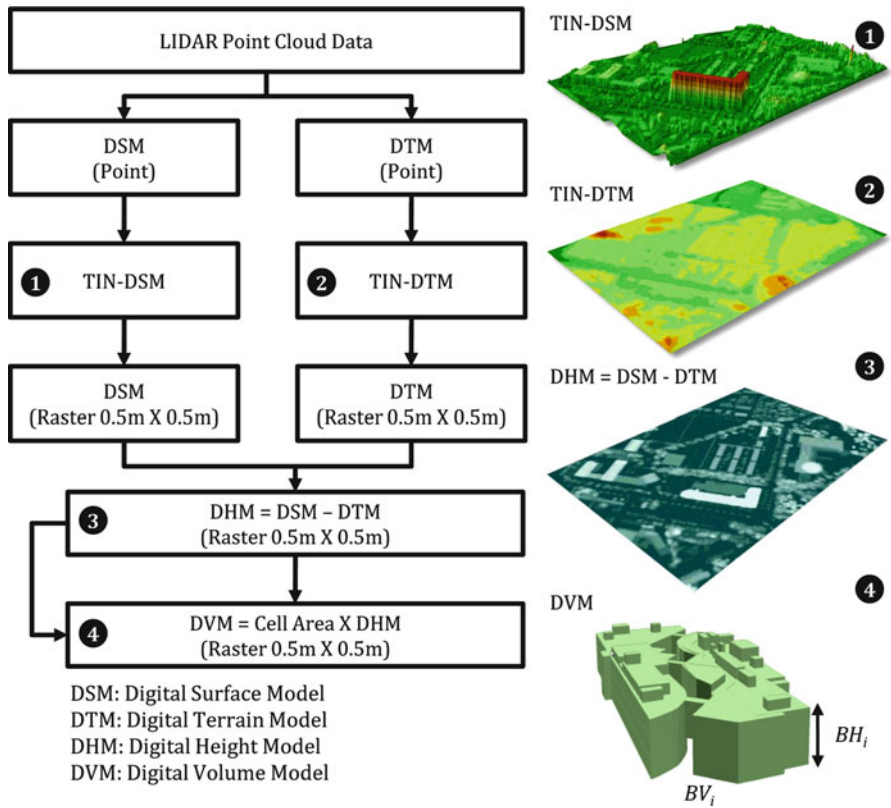 LIDAR Point Cloud Data
DSM
(Point)
DTM
(Point)
1
TIN-DSM
2
TIN-DTM
DSM
(Raster 0.5m X 0.5m)
DTM
(Raster 0.5m X 0.5m)
3
DHM = DSM – DTM
(Raster 0.5m X 0.5m)
4
DVM = Cell Area X DHM
(Raster 0.5m X 0.5m)
DSM: Digital Surface Model
DTM: Digital Terrain Model
DHM: Digital Height Model
DVM: Digital Volume Model
TIN-DSM
1
TIN-DTM
2
DHM = DSM - DTM
3
DVM
4
BHᵢ
BVᵢ